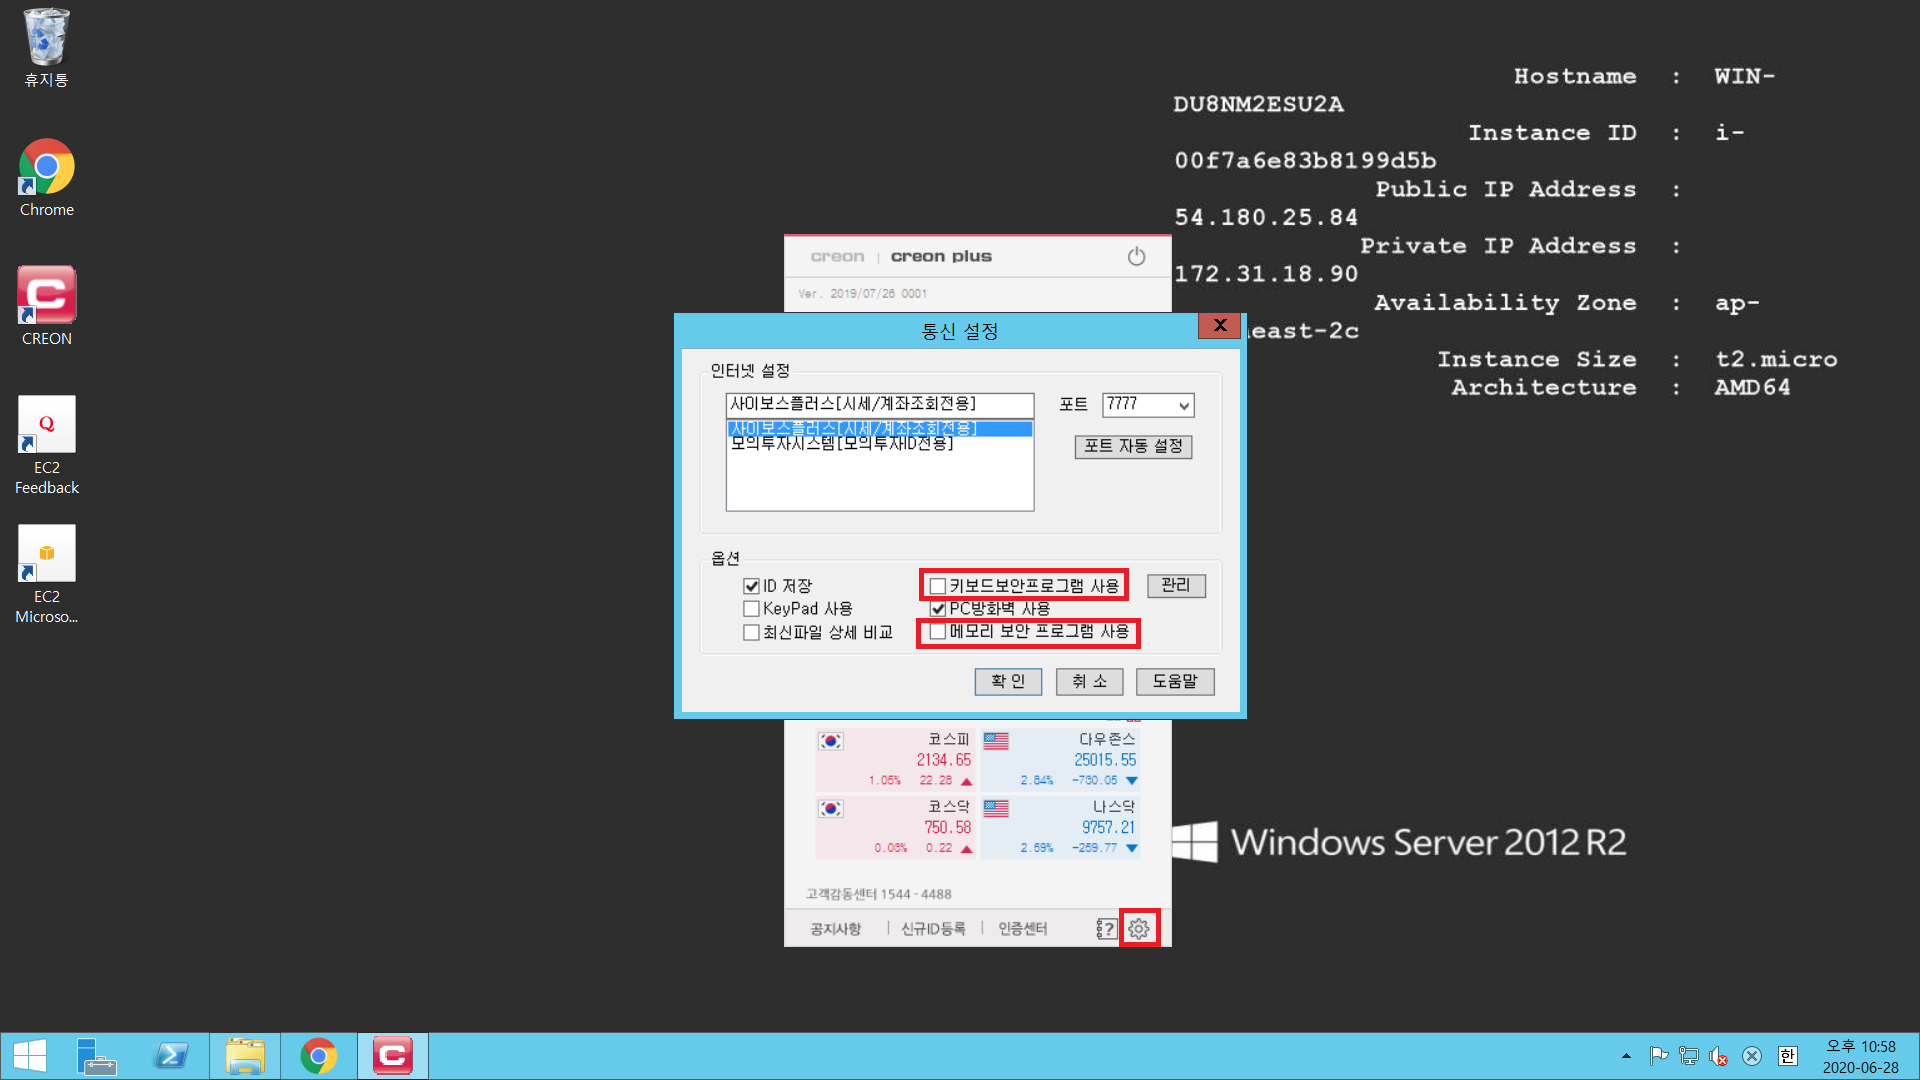 휴지통
Chrome
CREON
EC2
Feedback
EC2
Microso...
Hostname : WIN-
DU8NM2ESU2A
Instance ID : i-
00f7a6e83b8199d5b
Public IP Address :
54.180.25.84
Private IP Address :
172.31.18.90
Availability Zone : ap-
east-2c
Instance Size : t2.micro
Architecture : AMD64
creon | creon plus
Ver. 2019/07/26 0001
통신 설정
인터넷 설정
사이보스플러스[시세/계좌조회전용]
포트 7777
사이보스플러스[시세/계좌조회전용]
모의투자시스템[모의투자ID전용]
포트 자동 설정
옵션
ID 저장
키보드보안프로그램 사용
관리
KeyPad 사용
PC방화벽 사용
최신파일 상세 비교
메모리 보안 프로그램 사용
확 인
취 소
도움말
코스피
2134.65
1.06% 22.28 ▲
다우존스
25015.55
2.84% -730.05 ▼
코스닥
750.58
0.03% 0.22 ▲
나스닥
9757.21
2.59% -259.77 ▼
고객감동센터 1544 - 4488
공지사항 | 신규ID등록 | 인증센터
Windows Server 2012 R2
한
오후 10:58
2020-06-28